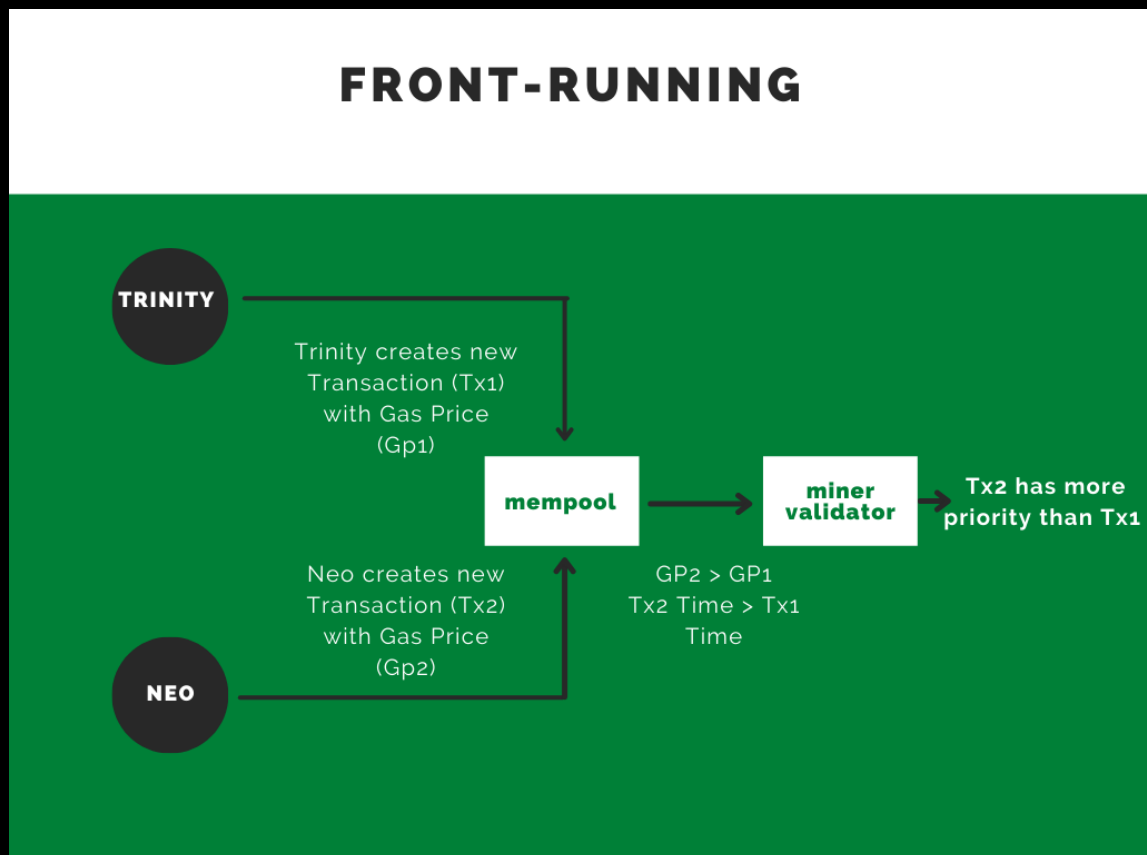 FRONT-RUNNING
TRINITY
Trinity creates new
Transaction (Tx1)
with Gas Price
(Gp1)
mempool
miner
validator
Tx2 has more
priority than Tx1
Neo creates new
Transaction (Tx2)
with Gas Price
(Gp2)
GP2 > GP1
Tx2 Time > Tx1
Time
NEO